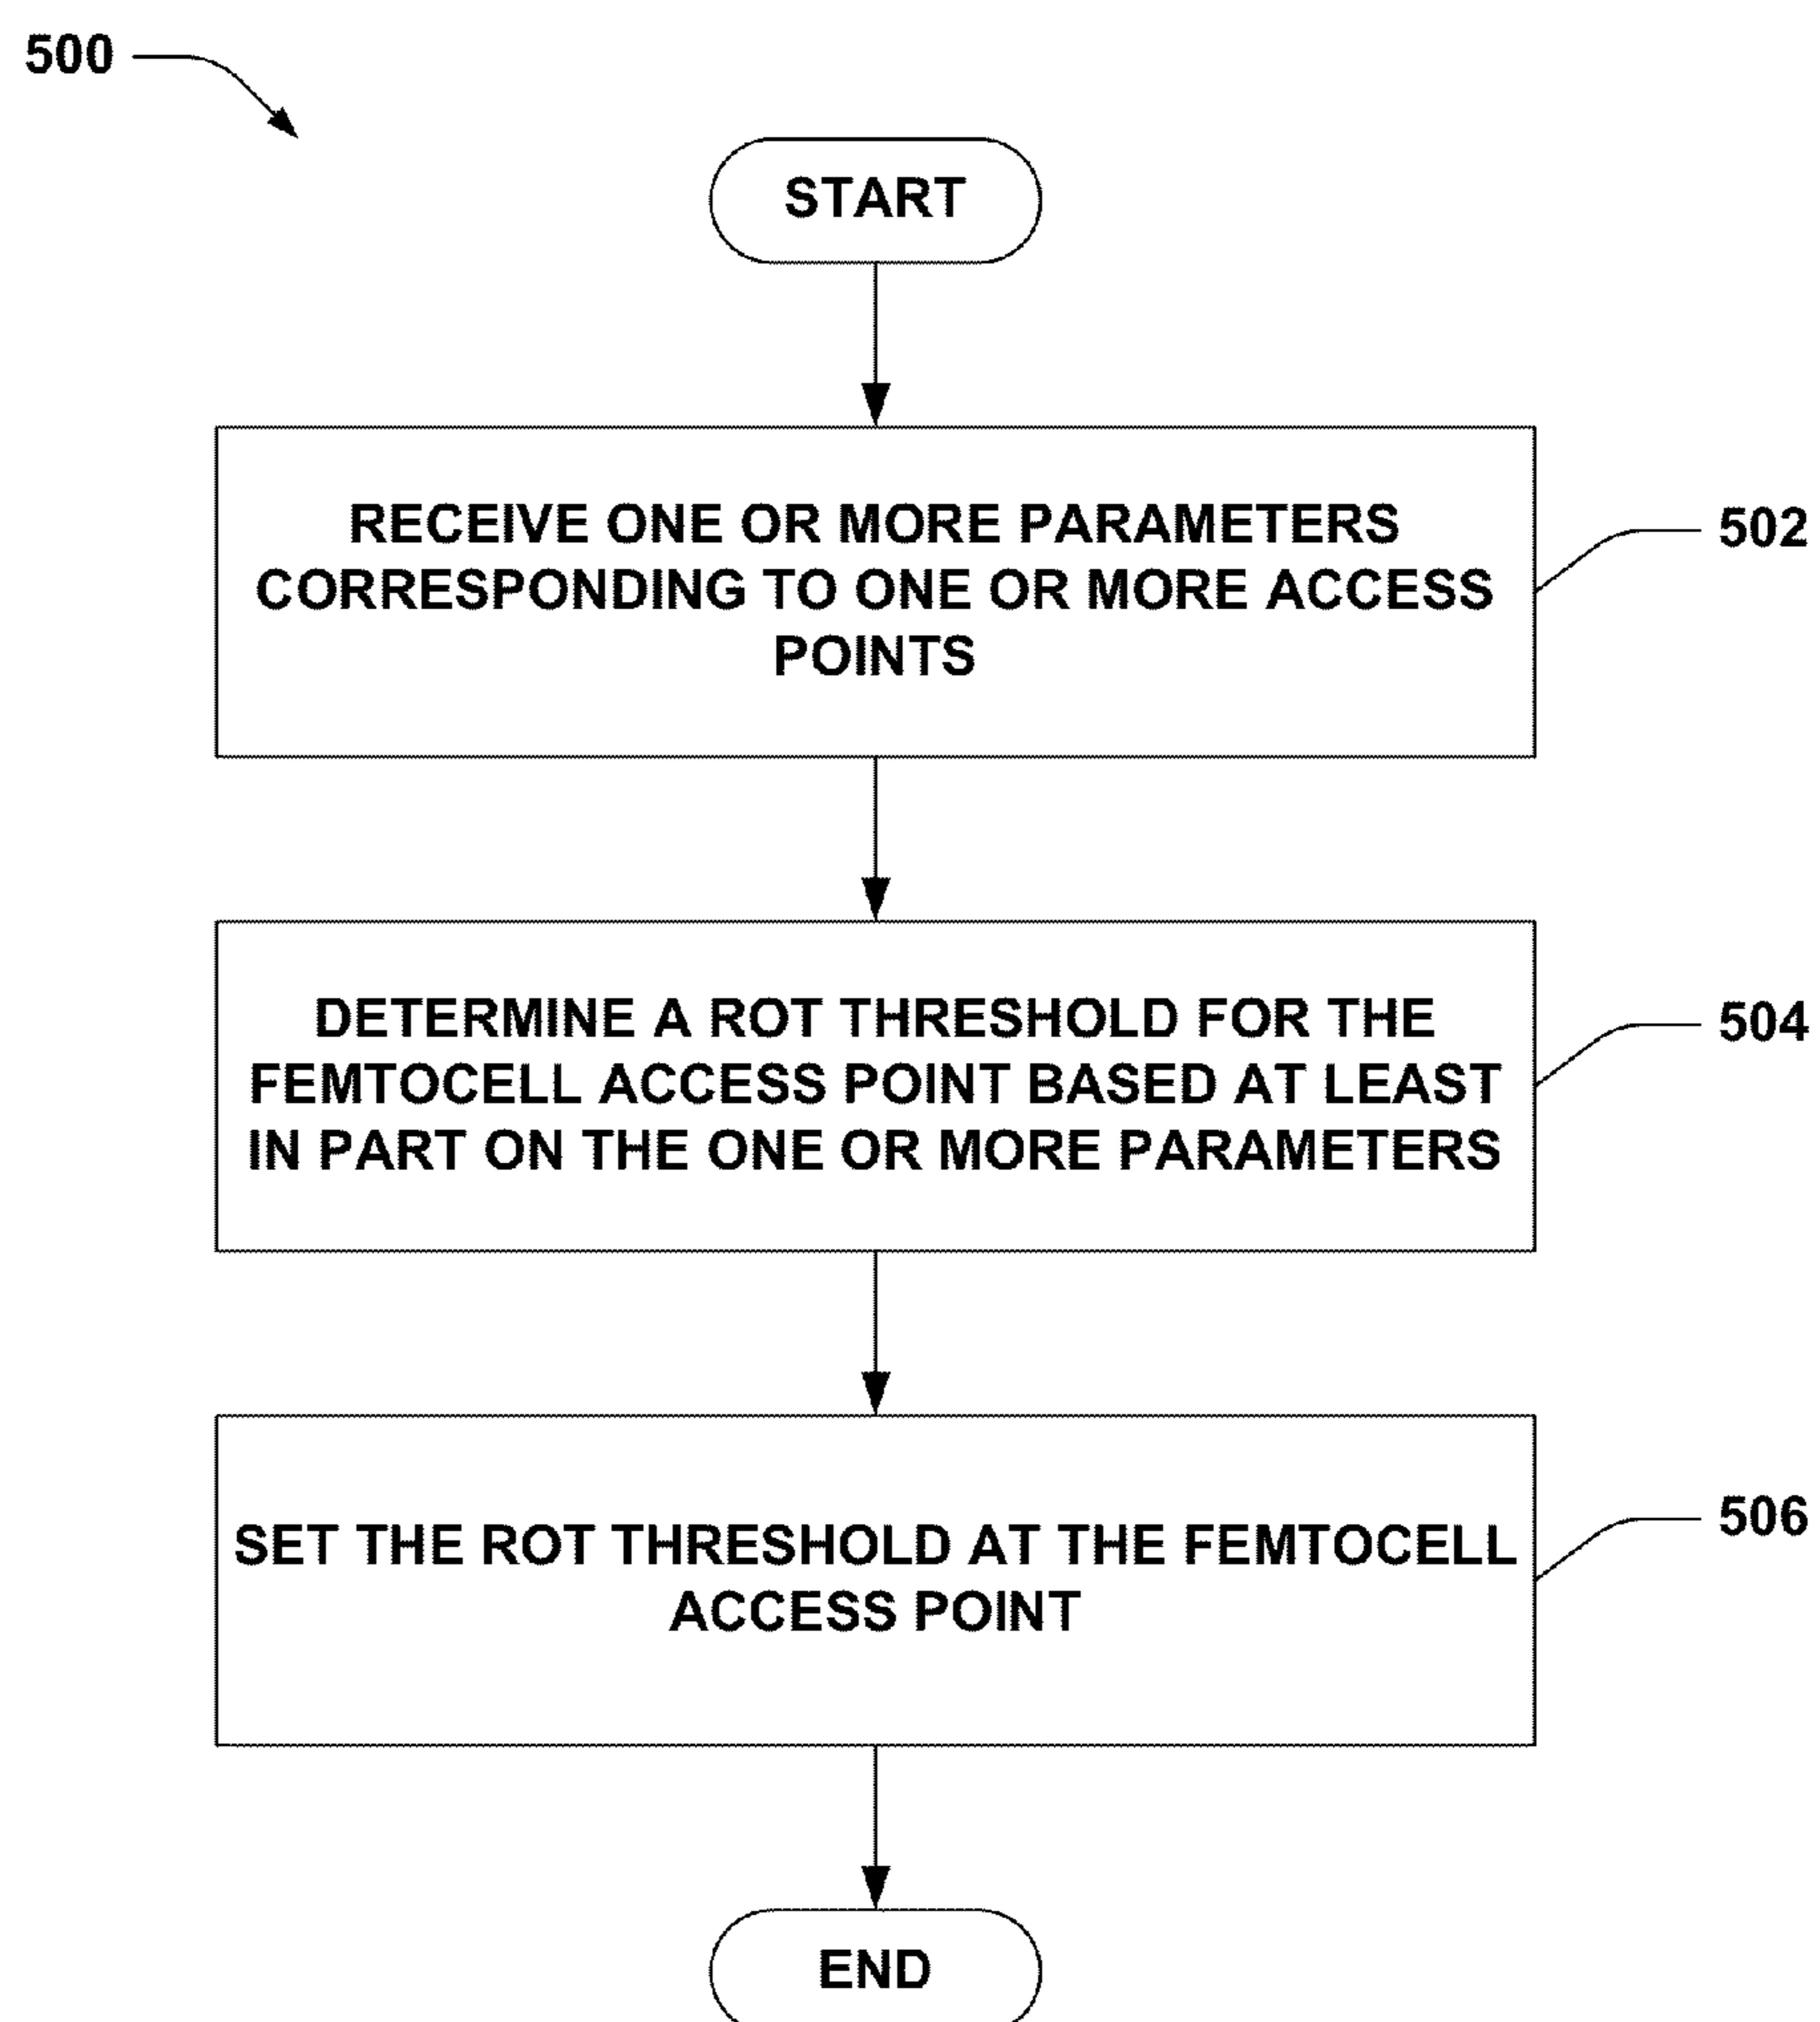 500
START
RECEIVE ONE OR MORE PARAMETERS
CORRESPONDING TO ONE OR MORE ACCESS
POINTS
502
DETERMINE A ROT THRESHOLD FOR THE
FEMTOCELL ACCESS POINT BASED AT LEAST
IN PART ON THE ONE OR MORE PARAMETERS
504
SET THE ROT THRESHOLD AT THE FEMTOCELL
ACCESS POINT
506
END